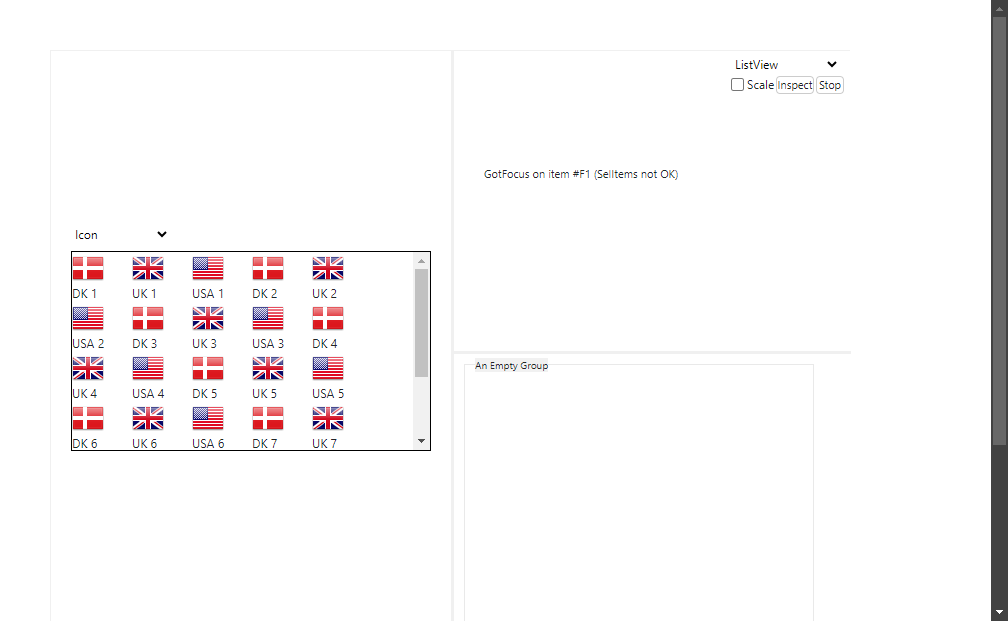 ListView
Scale Inspect Stop
GotFocus on item #F1 (SelItems not OK)
Icon
DK 1 UK 1 USA 1 DK 2 UK 2
USA 2 DK 3 UK 3 USA 3 DK 4
UK 4 USA 4 DK 5 UK 5 USA 5
DK 6 UK 6 USA 6 DK 7 UK 7
An Empty Group